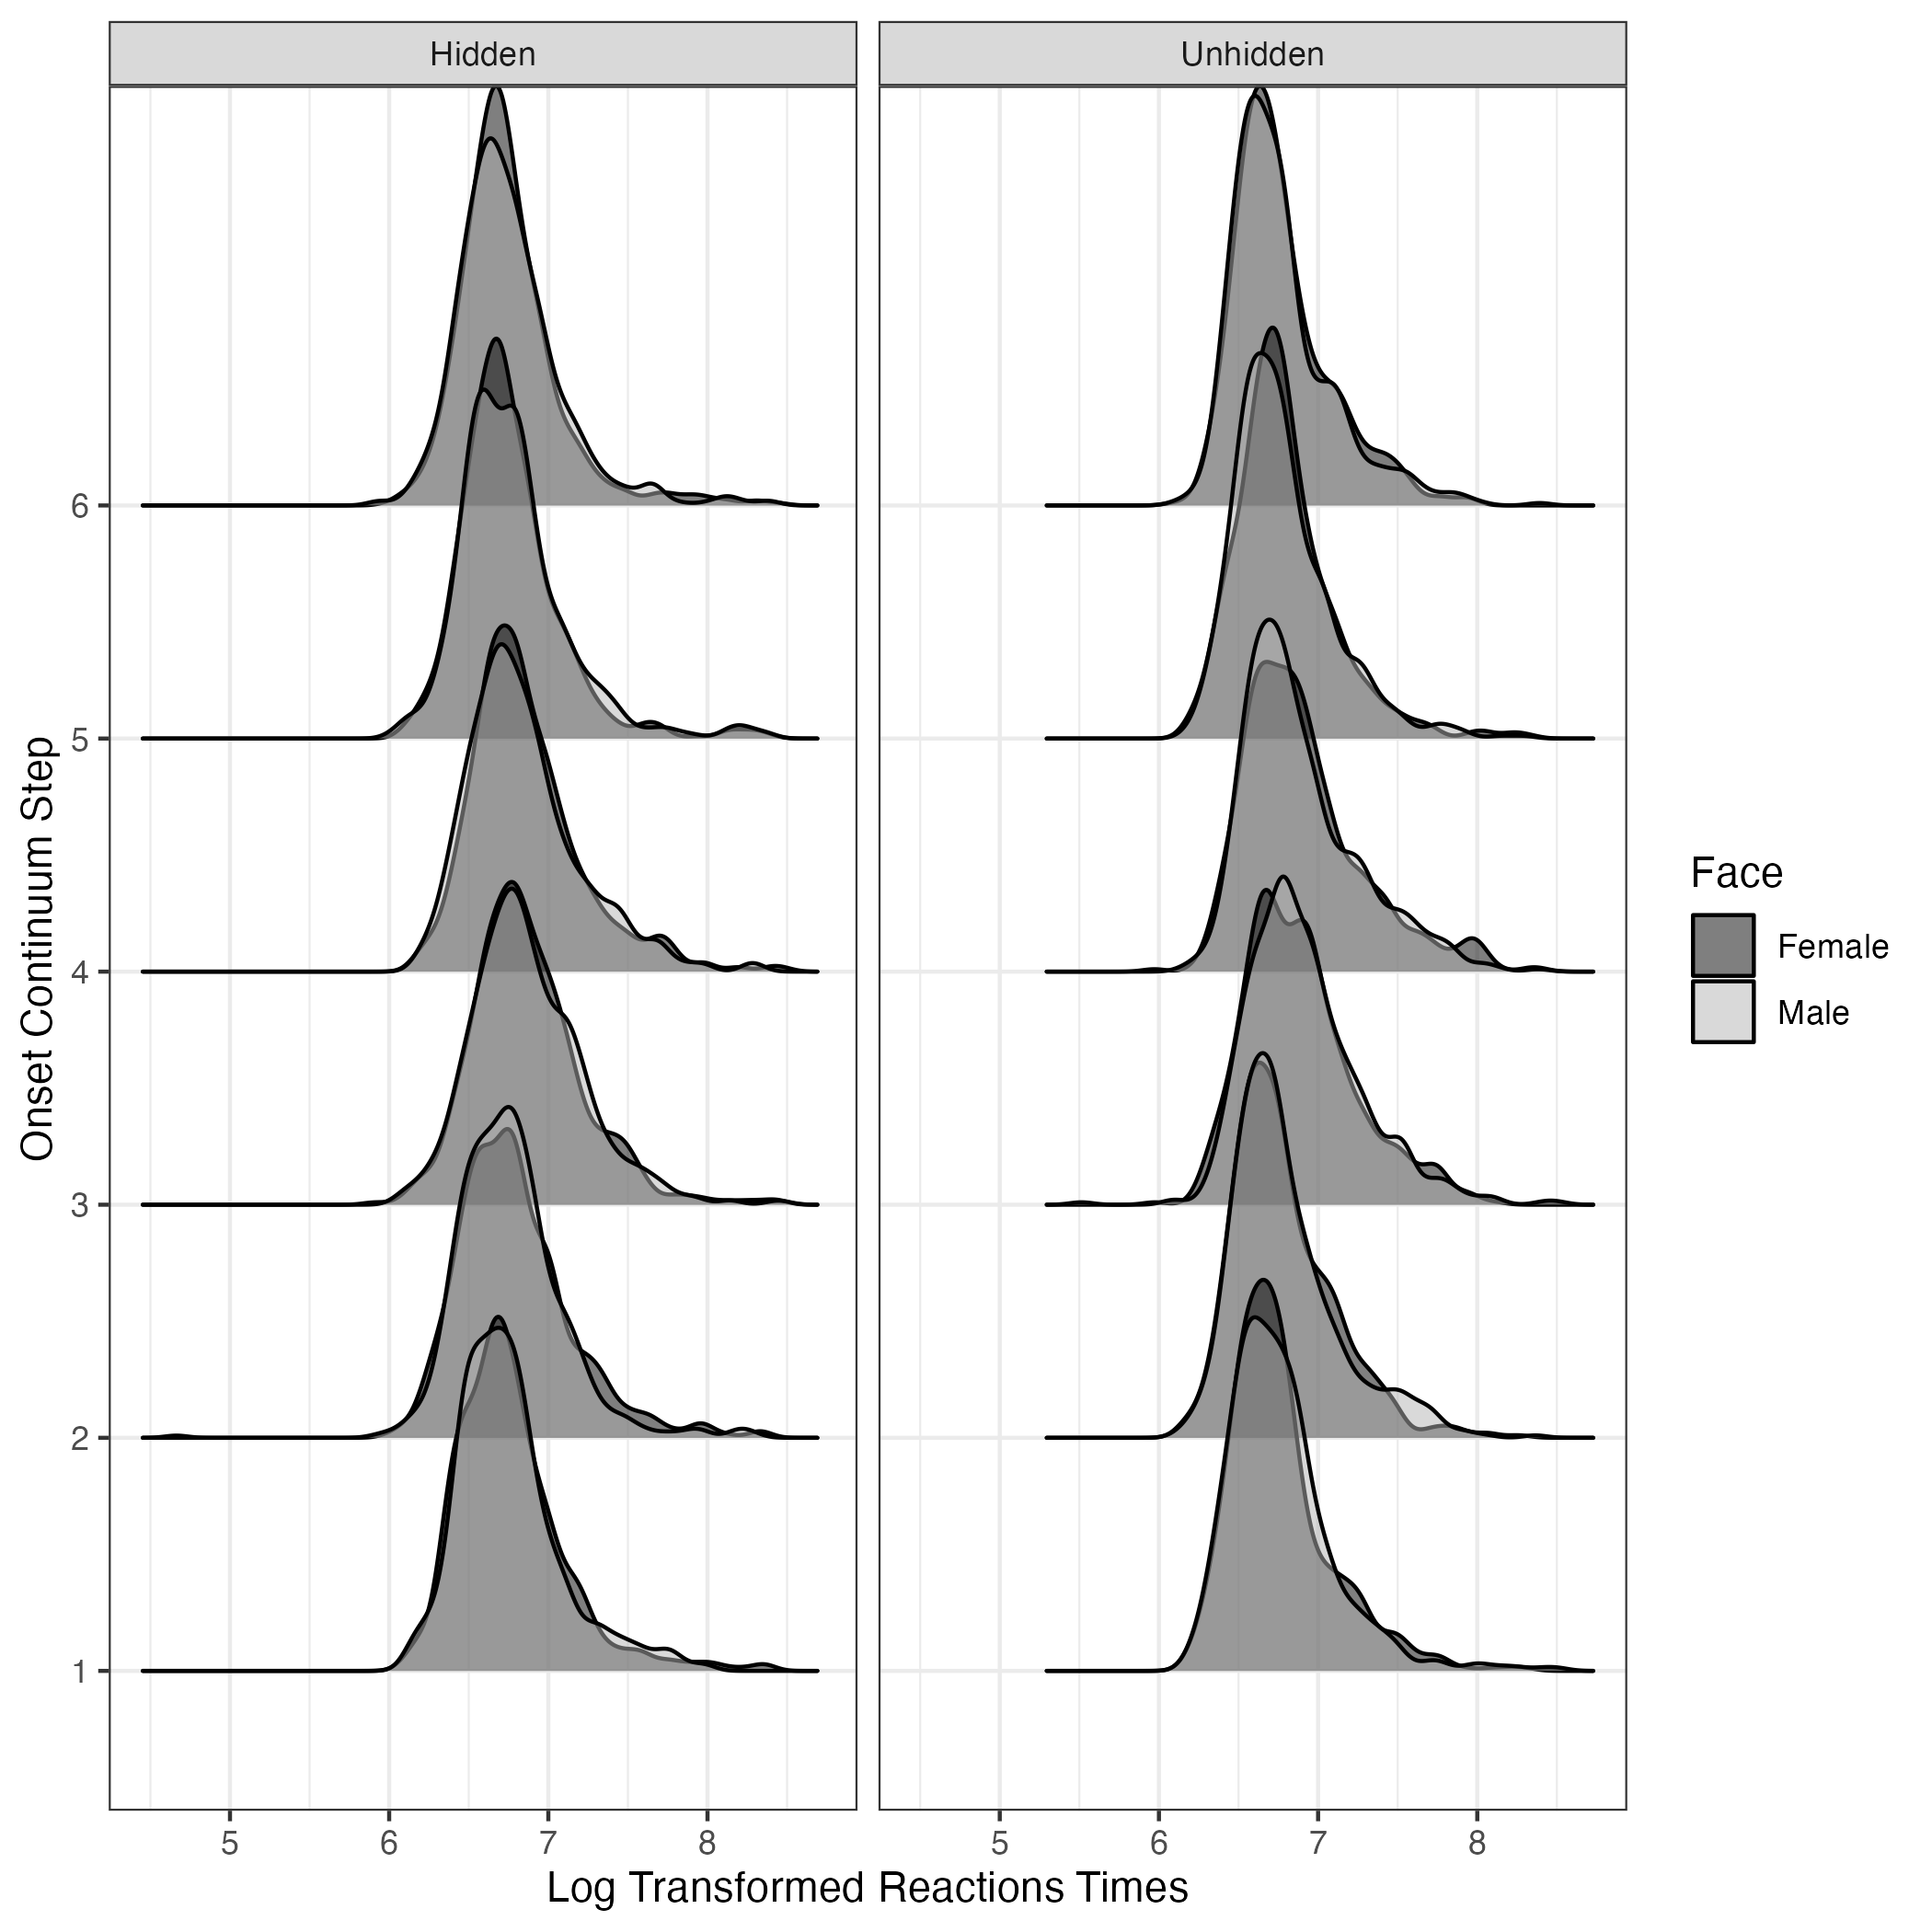 Hidden
Unhidden
Onset Continuum Step
6
5
4
3
2
1
5 6 7 8
5 6 7 8
Log Transformed Reactions Times
Face
Female
Male